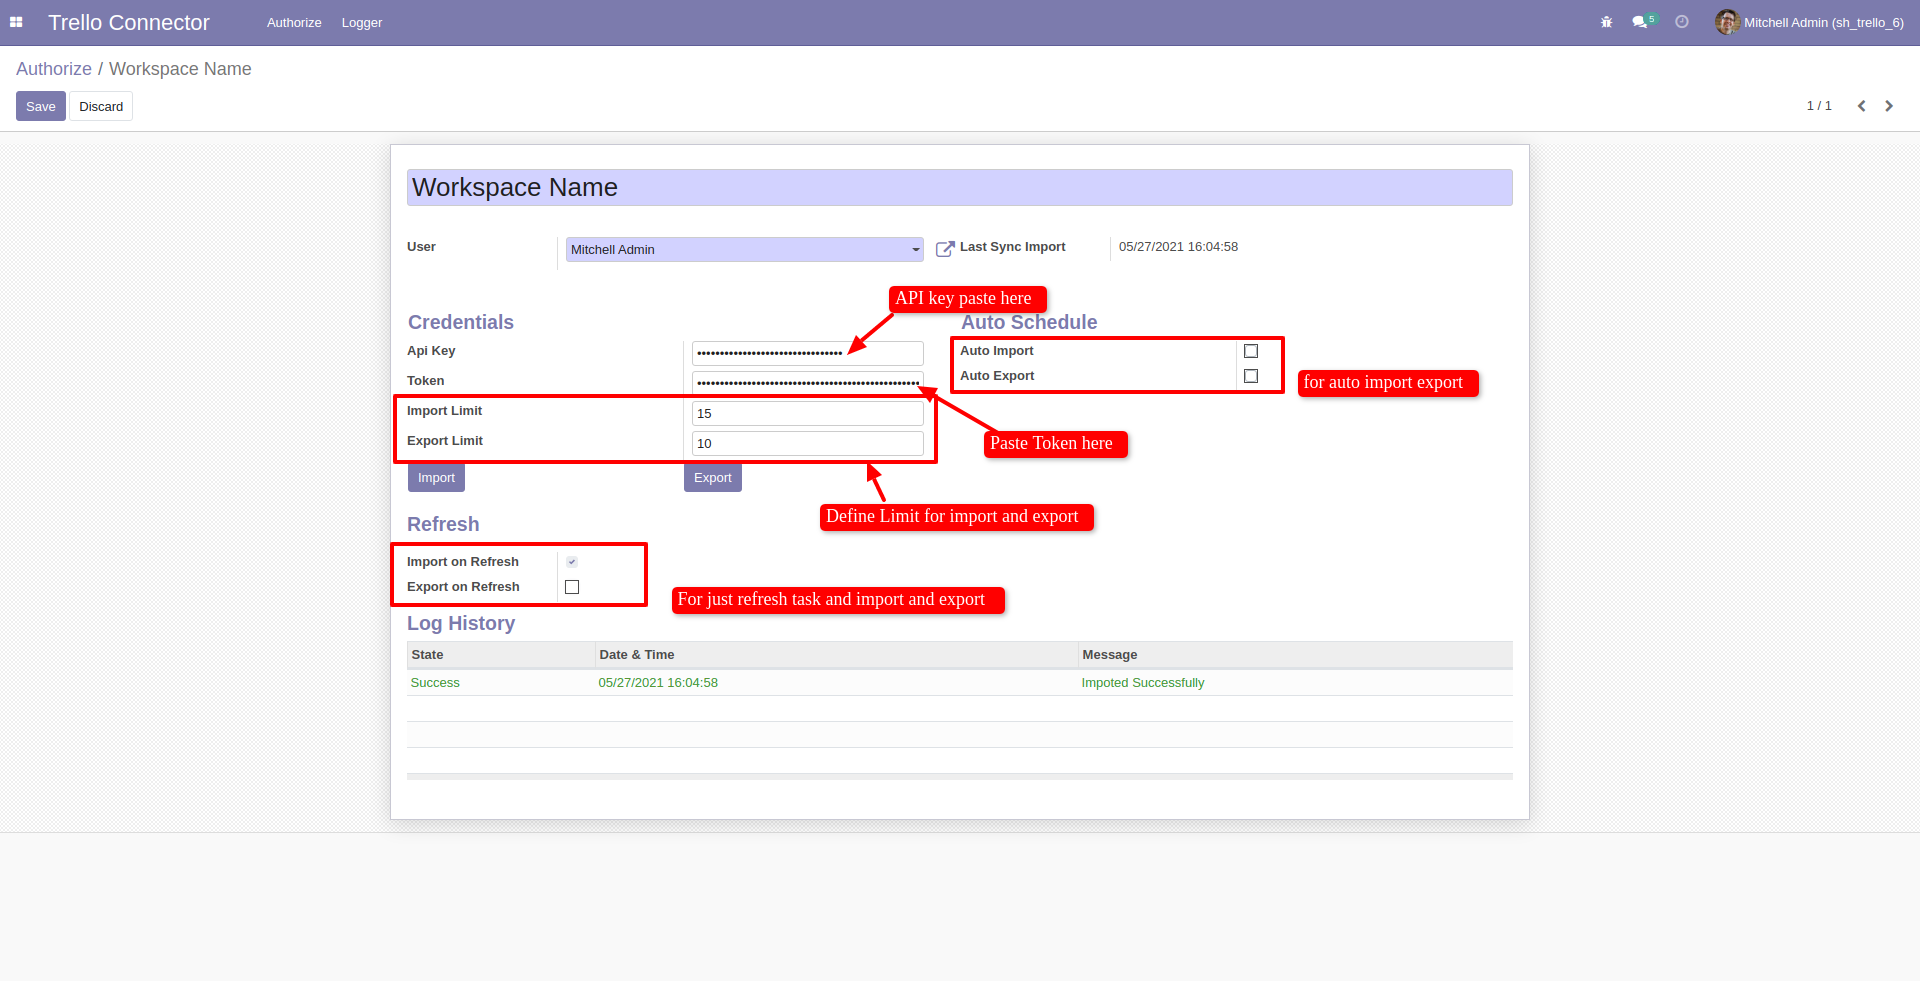 Trello Connector Authorize Logger 5 Mitchell Admin (sh_trello_6)
Authorize / Workspace Name
Save Discard 1 / 1
Workspace Name
User Mitchell Admin Last Sync Import 05/27/2021 16:04:58
API key paste here
Credentials Auto Schedule
Api Key •••••••••••••••••••••••••••••••• Auto Import
Token •••••••••••••••••••••••••••••••••••••••••••••••••• Auto Export
for auto import export
Import Limit 15
Export Limit 10
Paste Token here
Import Export
Define Limit for import and export
Refresh
Import on Refresh
Export on Refresh
For just refresh task and import and export
Log History
State Date & Time Message
Success 05/27/2021 16:04:58 Impoted Successfully